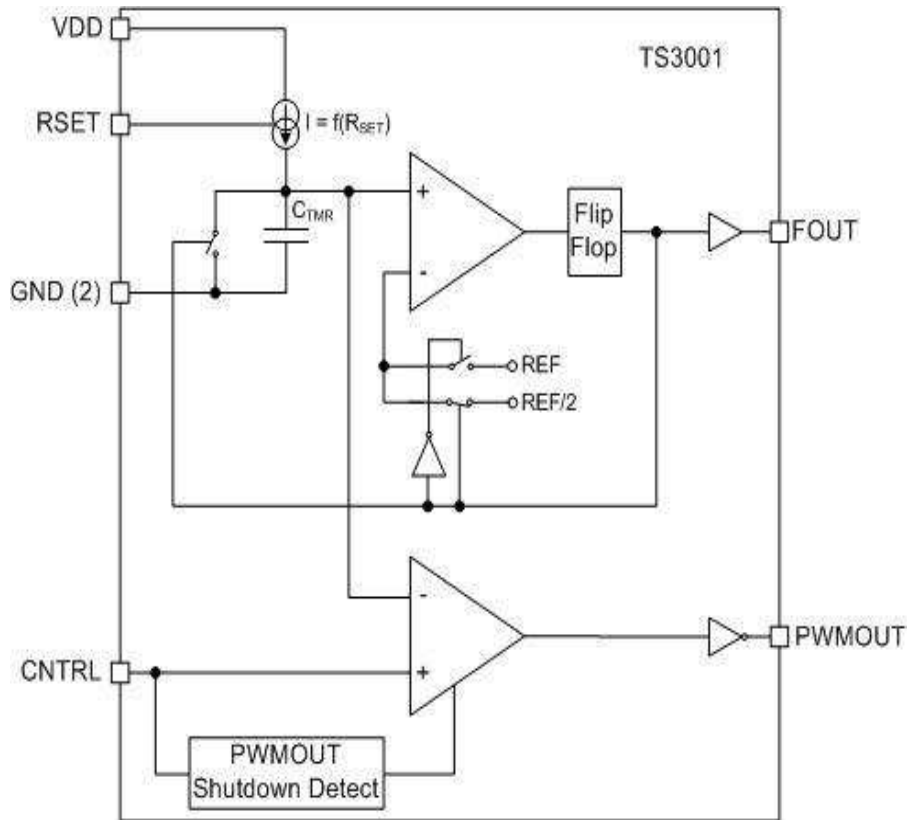 VDD
TS3001
RSET
I = f(RSET)
+
CTMR
Flip
Flop
FOUT
-
GND (2)
REF
REF/2
-
PWMOUT
CNTRL
+
PWMOUT
Shutdown Detect